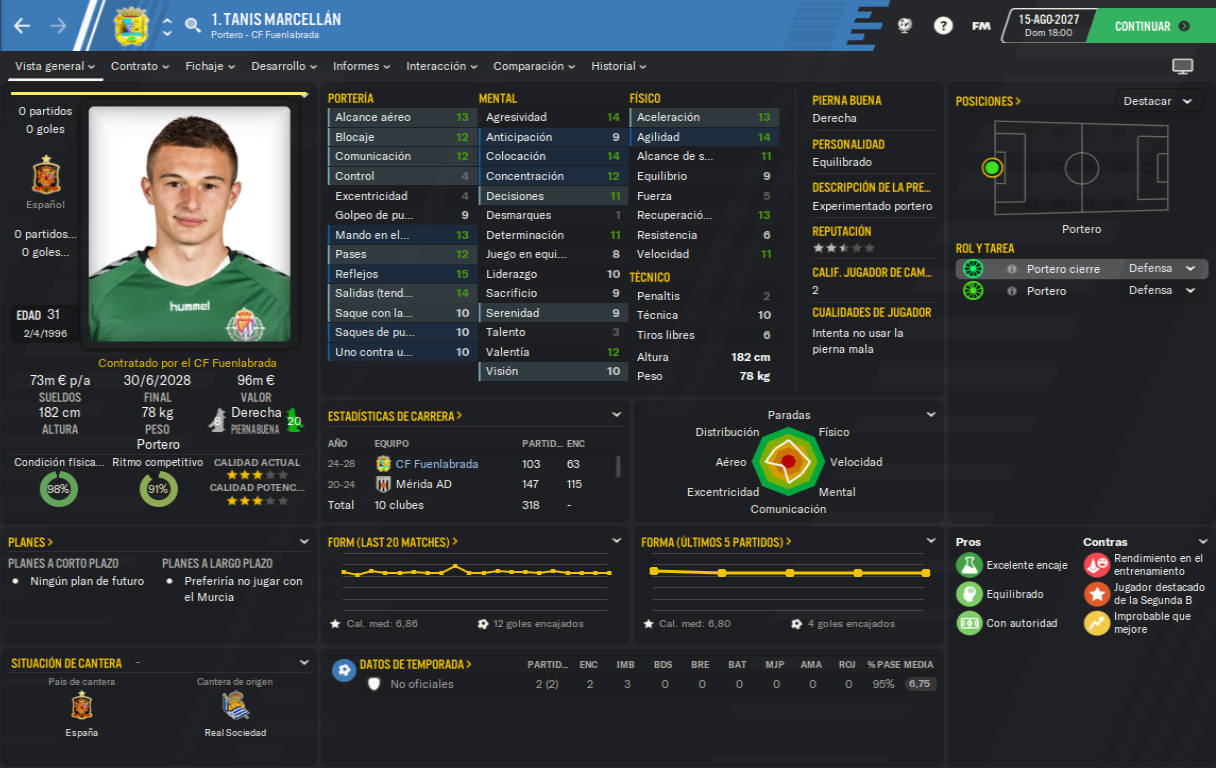 1. TANIS MARCELLÁN
Portero - CF Fuenlabrada
?
FM
15-AGO-2027
Dom 18:00
CONTINUAR
Vista general
Contrato
Fichaje
Desarrollo
Informes
Interacción
Comparación
Historial
0 partidos
0 goles
Español
0 partidos...
0 goles...
hummel
EDAD 31
2/4/1996
Contratado por el CF Fuenlabrada
73m € p/a
SUELDOS
30/6/2028
FINAL
96m €
VALOR
182 cm
ALTURA
78 kg
PESO
8
Derecha
PIERNA BUENA
20
Portero
Condición física...
98%
Ritmo competitivo
91%
CALIDAD ACTUAL
CALIDAD POTENC...
PORTERÍA
Alcance aéreo 13
Blocaje 12
Comunicación 12
Control 4
Excentricidad 4
Golpeo de pu... 9
Mando en el... 13
Pases 12
Reflejos 15
Salidas (tend... 14
Saque con la... 10
Saques de pu... 10
Uno contra u... 10
MENTAL
Agresividad 14
Anticipación 9
Colocación 14
Concentración 12
Decisiones 11
Desmarques 1
Determinación 11
Juego en equi... 8
Liderazgo 10
Sacrificio 9
Serenidad 9
Talento 3
Valentía 12
Visión 10
FÍSICO
Aceleración 13
Agilidad 14
Alcance de s... 11
Equilibrio 9
Fuerza 5
Recuperació... 13
Resistencia 6
Velocidad 11
TÉCNICO
Penaltis 2
Técnica 10
Tiros libres 6
Altura 182 cm
Peso 78 kg
PIERNA BUENA
Derecha
PERSONALIDAD
Equilibrado
DESCRIPCIÓN DE LA PRE...
Experimentado portero
REPUTACIÓN
CALIF. JUGADOR DE CAM...
2
CUALIDADES DE JUGADOR
Intenta no usar la
pierna mala
POSICIONES >
Destacar
Portero
ROL Y TAREA
Portero cierre Defensa
Portero Defensa
ESTADÍSTICAS DE CARRERA >
AÑO EQUIPO PARTID... ENC
24-28 CF Fuenlabrada 103 63
20-24 Mérida AD 147 115
Total 10 clubes 318 -
Paradas
Distribución
Físico
Aéreo
Velocidad
Excentricidad
Mental
Comunicación
PLANES >
PLANES A CORTO PLAZO
Ningún plan de futuro
PLANES A LARGO PLAZO
Preferiría no jugar con
el Murcia
FORM (LAST 20 MATCHES) >
Cal. med: 6,86
12 goles encajados
FORMA (ÚLTIMOS 5 PARTIDOS) >
Cal. med: 6,80
4 goles encajados
Pros
Excelente encaje
Equilibrado
Con autoridad
Contras
Rendimiento en el
entrenamiento
Jugador destacado
de la Segunda B
Improbable que
mejore
SITUACIÓN DE CANTERA -
País de cantera
España
Cantera de origen
Real Sociedad
DATOS DE TEMPORADA >
PARTID... ENC IMB BDS BRE BAT MJP AMA ROJ % PASE MEDIA
No oficiales 2 (2) 2 3 0 0 0 0 0 0 95% 6,75